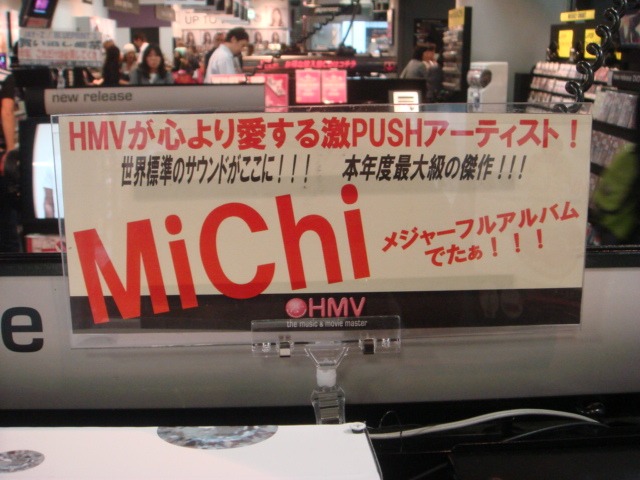 new release
HMVが心より愛する激PUSHアーティスト!
世界標準のサウンドがここに!!! 本年度最大級の傑作!!!
MiChi
メジャーフルアルバム
でたぁ!!!
HMV
the music & movie master
e